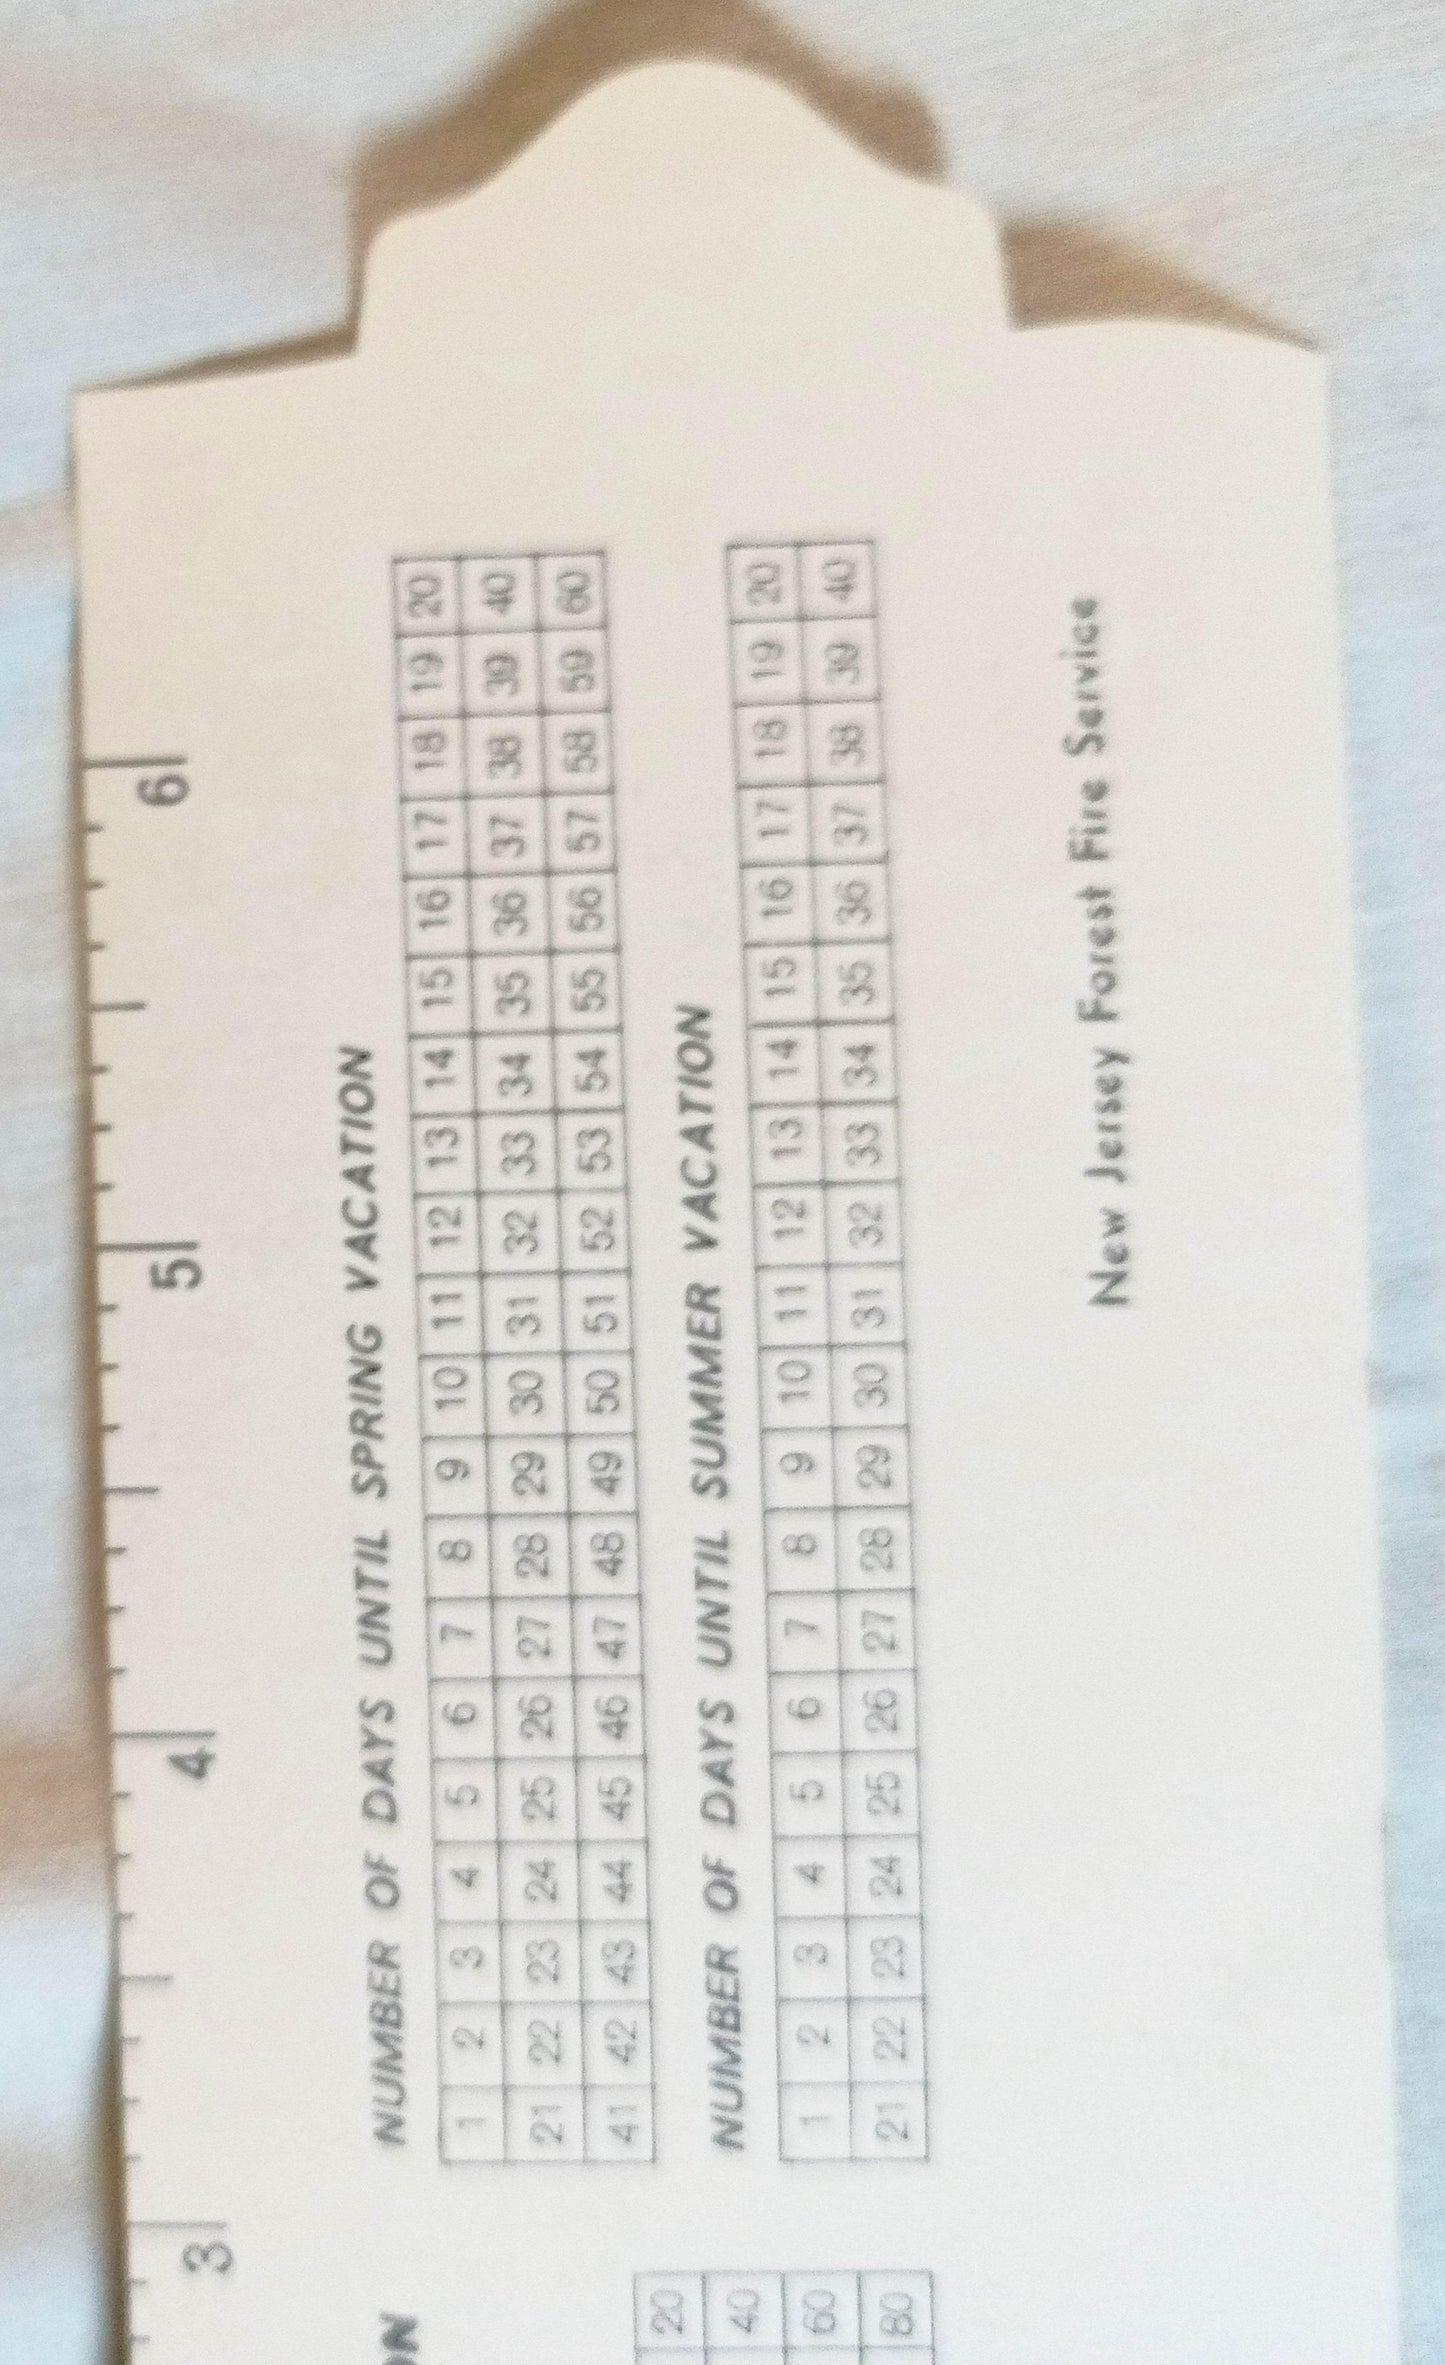 3 4 5 6
NUMBER OF DAYS UNTIL SPRING VACATION
1 2 3 4 5 6 7 8 9 10 11 12 13 14 15 16 17 18 19 20
21 22 23 24 25 26 27 28 29 30 31 32 33 34 35 36 37 38 39 40
41 42 43 44 45 46 47 48 49 50 51 52 53 54 55 56 57 58 59 60
NUMBER OF DAYS UNTIL SUMMER VACATION
1 2 3 4 5 6 7 8 9 10 11 12 13 14 15 16 17 18 19 20
21 22 23 24 25 26 27 28 29 30 31 32 33 34 35 36 37 38 39 40
New Jersey Forest Fire Service
ON
20
40
60
80